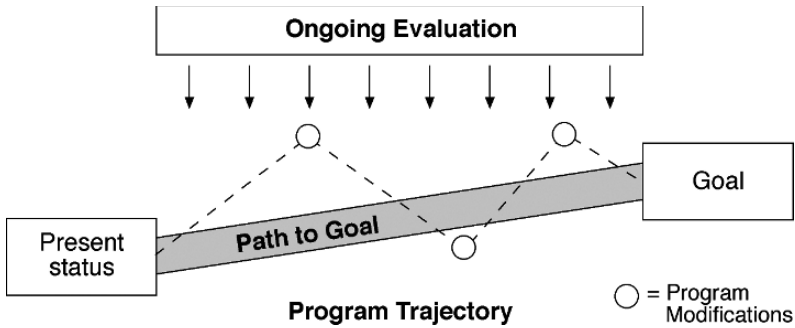 Ongoing Evaluation
Present
status
Path to Goal
Goal
Program Trajectory
= Program
Modifications